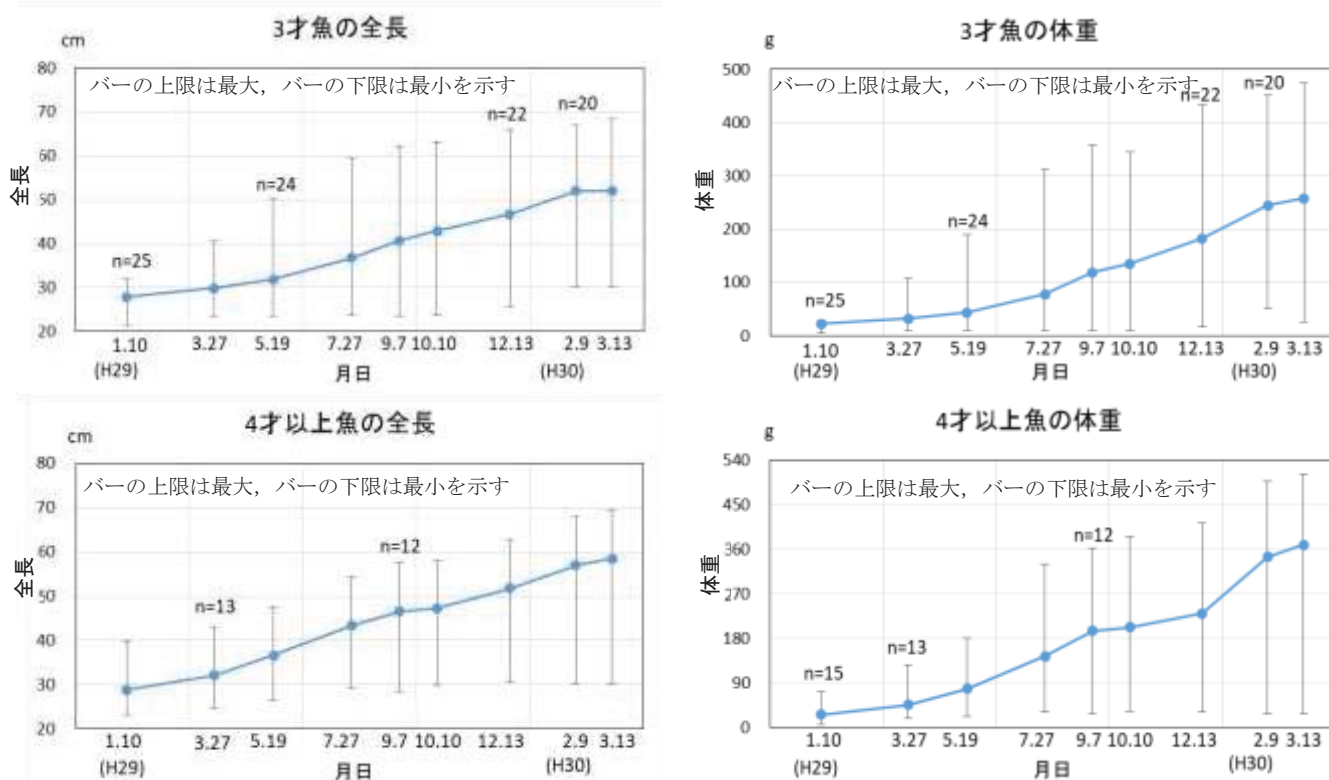 3才魚の全長
cm
バーの上限は最大，バーの下限は最小を示す
80
70
60
50
40
30
20
全長
n=25
n=24
n=22
n=20
1.10 3.27 5.19 7.27 9.7 10.10 12.13 2.9 3.13
(H29) 月日 (H30)
3才魚の体重
g
バーの上限は最大，バーの下限は最小を示す
500
400
300
200
100
0
体重
n=25
n=24
n=22
n=20
1.10 3.27 5.19 7.27 9.7 10.10 12.13 2.9 3.13
(H29) 月日 (H30)
4才以上魚の全長
cm
バーの上限は最大，バーの下限は最小を示す
80
70
60
50
40
30
20
全長
n=13
n=12
1.10 3.27 5.19 7.27 9.7 10.10 12.13 2.9 3.13
(H29) 月日 (H30)
4才以上魚の体重
g
バーの上限は最大，バーの下限は最小を示す
540
450
360
270
180
90
0
体重
n=15
n=13
n=12
1.10 3.27 5.19 7.27 9.7 10.10 12.13 2.9 3.13
(H29) 月日 (H30)